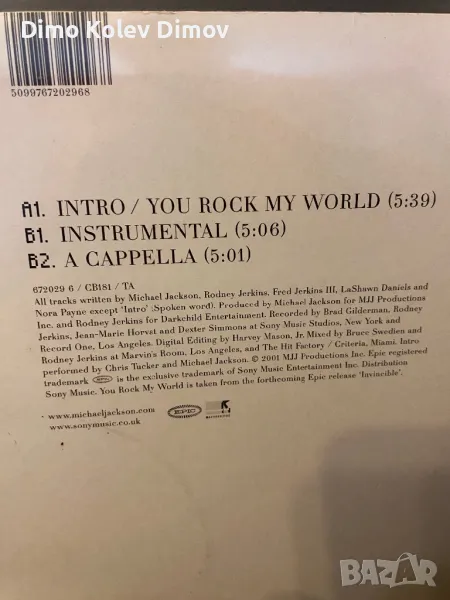 Dimo Kolev Dimov
5099767202968
A1. INTRO / YOU ROCK MY WORLD (5:39)
B1. INSTRUMENTAL (5:06)
B2. A CAPPELLA (5:01)
672029 6 / CB181 / TA
All tracks written by Michael Jackson, Rodney Jerkins, Fred Jerkins III, LaShawn Daniels and
Nora Payne except 'Intro' (Spoken word). Produced by Michael Jackson for MJJ Productions
Inc. and Rodney Jerkins for Darkchild Entertainment. Recorded by Brad Gilderman, Rodney
Jerkins, Jean-Marie Horvat and Dexter Simmons at Sony Music Studios, New York and
Record One, Los Angeles. Digital Editing by Harvey Mason, Jr. Mixed by Bruce Swedien and
Rodney Jerkins at Marvin's Room, Los Angeles, and The Hit Factory / Criteria, Miami. Intro
performed by Chris Tucker and Michael Jackson. © 2001 MJJ Productions Inc. Epic registered
trademark EPIC is the exclusive trademark of Sony Music Entertainment Inc. Distribution
Sony Music. You Rock My World is taken from the forthcoming Epic release 'Invincible'.
www.michaeljackson.com
www.sonymusic.co.uk
EPIC
BAZAR